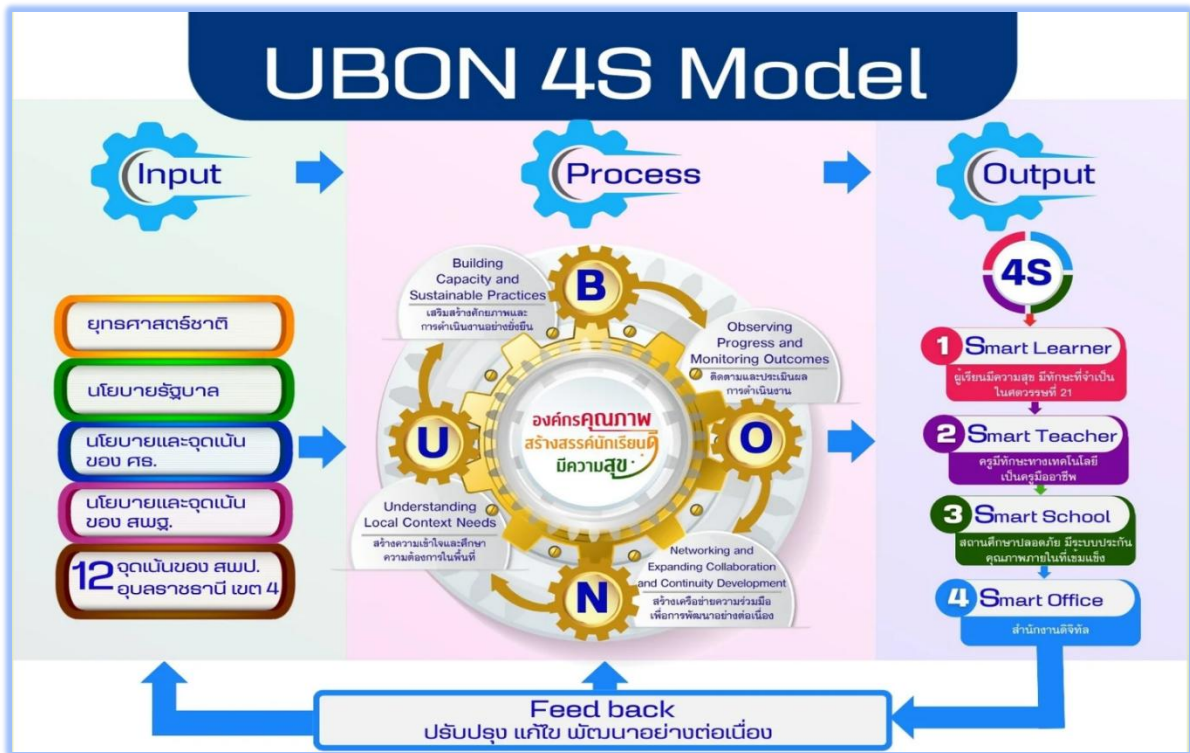 UBON 4S Model
Input
Process
Output
ยุทธศาสตร์ชาติ
นโยบายรัฐบาล
นโยบายและจุดเน้น
ของ ศธ.
นโยบายและจุดเน้น
ของ สพฐ.
12 จุดเน้นของ สพป.
อุบลราชธานี เขต 4
U
Understanding
Local Context Needs
สร้างความเข้าใจและศึกษา
ความต้องการในพื้นที่
B
Building
Capacity and
Sustainable Practices
เสริมสร้างศักยภาพและ
การดำเนินงานอย่างยั่งยืน
O
Observing
Progress and
Monitoring Outcomes
ติดตามและประเมินผล
การดำเนินงาน
N
Networking and
Expanding Collaboration
and Continuity Development
สร้างเครือข่ายความร่วมมือ
เพื่อการพัฒนาอย่างต่อเนื่อง
องค์กรคุณภาพ
สร้างสรรค์นักเรียนดี
มีความสุข
4S
1 Smart Learner
ผู้เรียนมีความสุข มีทักษะที่จำเป็น
ในศตวรรษที่ 21
2 Smart Teacher
ครูมีทักษะทางเทคโนโลยี
เป็นครูมืออาชีพ
3 Smart School
สถานศึกษาปลอดภัย มีระบบประกัน
คุณภาพภายในที่เข้มแข็ง
4 Smart Office
สำนักงานดิจิทัล
Feed back
ปรับปรุง แก้ไข พัฒนาอย่างต่อเนื่อง